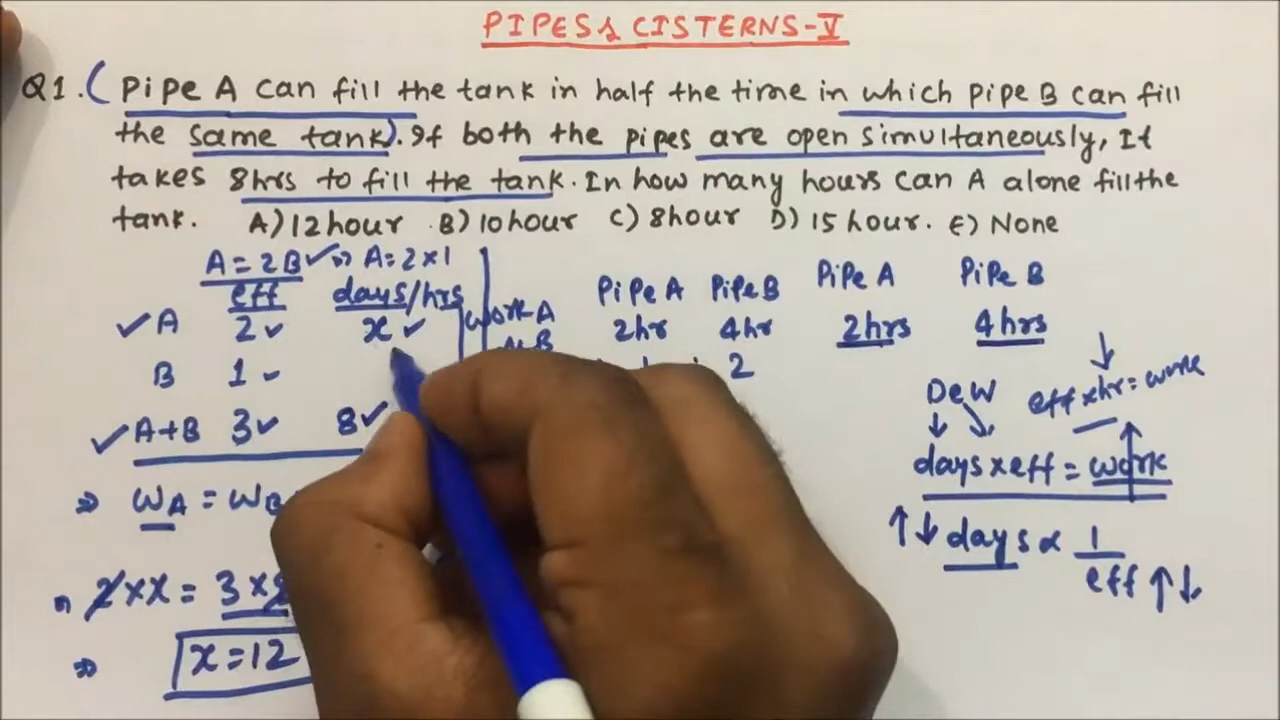 PIPES & CISTERNS-V
Q1. (Pipe A can fill the tank in half the time in which pipe B can fill
the same tank). If both the pipes are open simultaneously, It
takes 8hrs to fill the tank. In how many hours can A alone fill the
tank. A) 12 hour B) 10 hour C) 8 hour D) 15 hour. E) None
A = 2B ✓ ⇒ A = 2×1
eff days/hrs
✓ A 2 ✓ x ✓
B 1 ✓
✓ A+B 3 ✓ 8 ✓
⇒ WA = WB
⇒ 2×x = 3×8
⇒ x = 12
Pipe A Pipe B Pipe A Pipe B
work A 2hr 4hr 2hrs 4hrs
B 2
DeW eff×hr = work
days×eff = work
↑↓ days ∝ 1/eff ↑↓